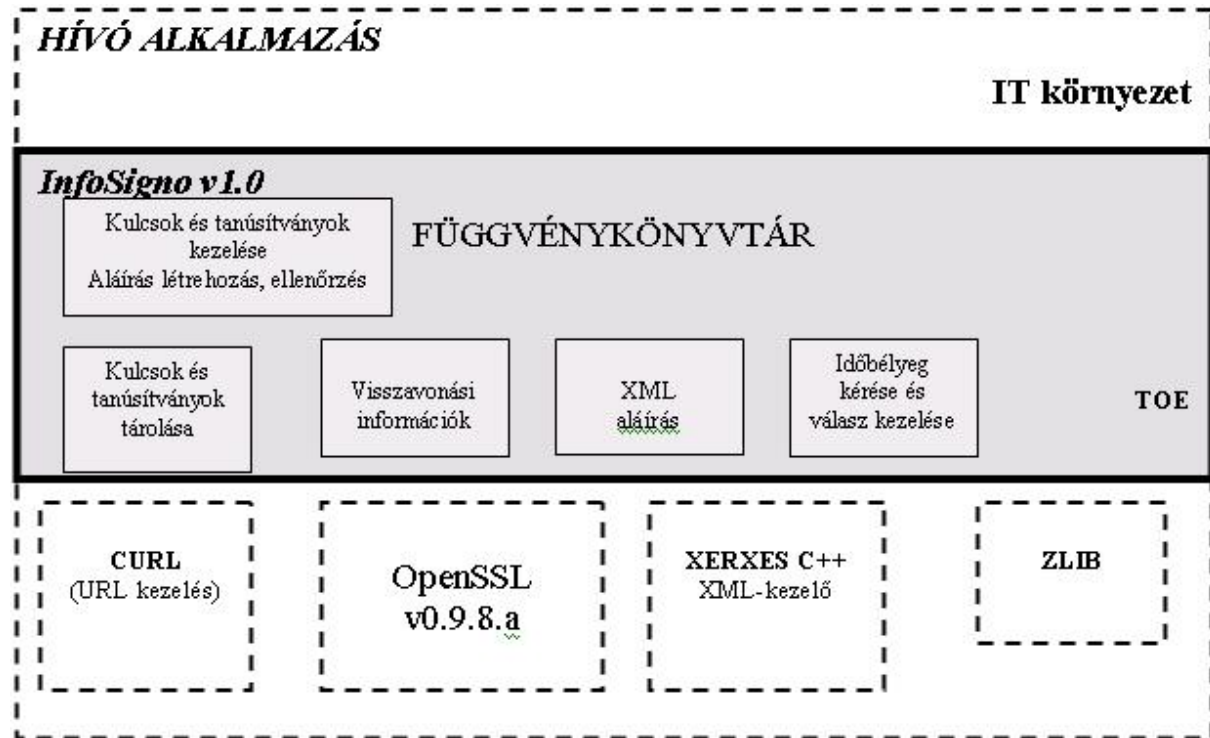 HÍVÓ ALKALMAZÁS
IT környezet
InfoSigno v1.0
Kulcsok és tanúsítványok
kezelése
Aláírás létrehozás, ellenőrzés
FÜGGVÉNYKÖNYVTÁR
Kulcsok és
tanúsítványok
tárolása
Visszavonási
információk
XML
aláírás
Időbélyeg
kérése és
válasz kezelése
TOE
CURL
(URL kezelés)
OpenSSL
v0.9.8.a
XERXES C++
XML-kezelő
ZLIB